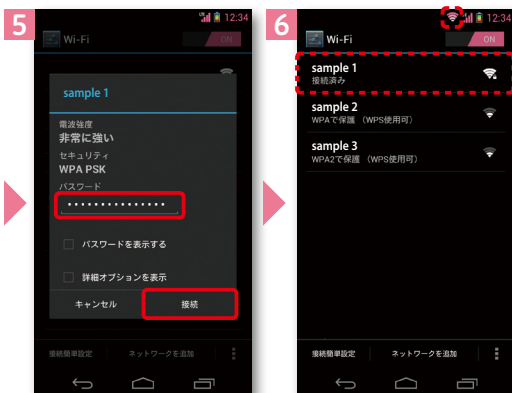 5
12:34
Wi-Fi
ON
sample 1
電波強度
非常に強い
セキュリティ
WPA PSK
パスワード
•••••••••••••••
パスワードを表示する
詳細オプションを表示
キャンセル
接続
接続簡単設定
ネットワークを追加
6
12:34
Wi-Fi
ON
sample 1
接続済み
sample 2
WPAで保護 （WPS使用可）
sample 3
WPA2で保護 （WPS使用可）
接続簡単設定
ネットワークを追加